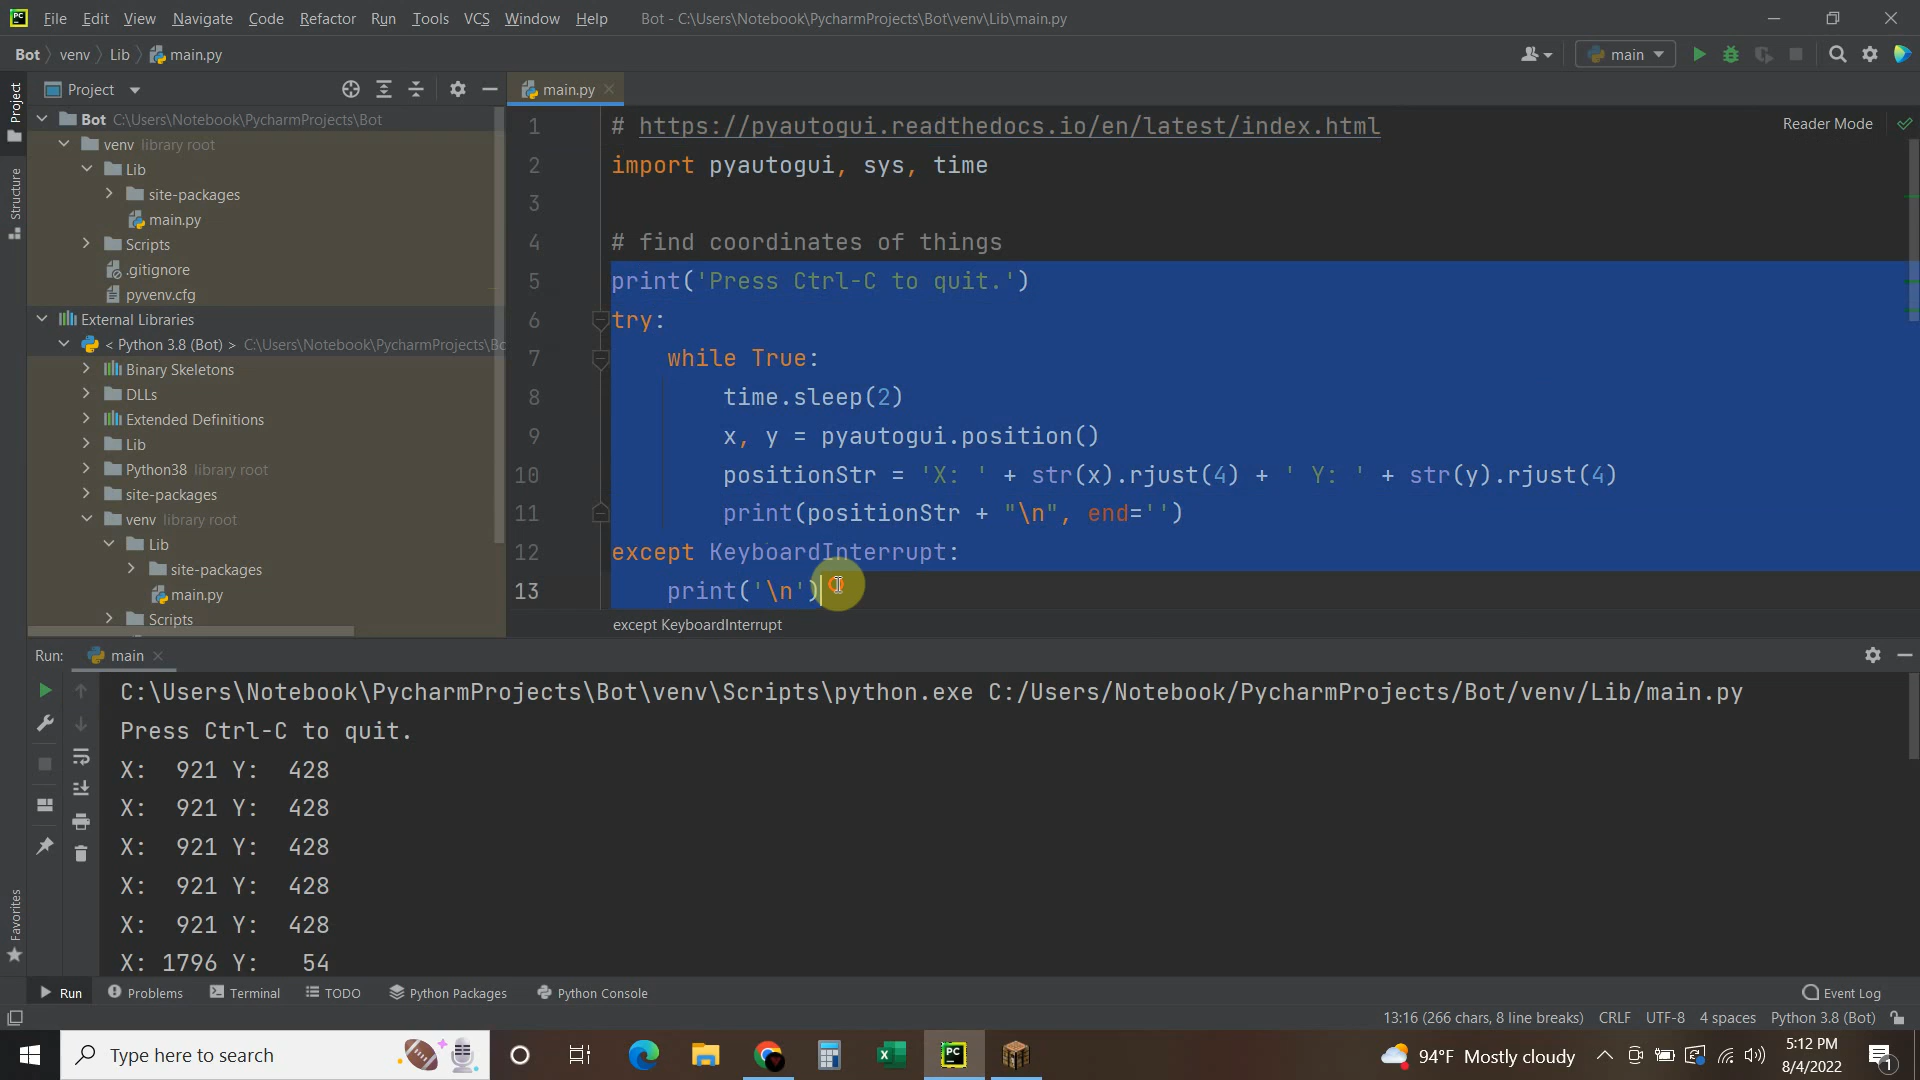 File Edit View Navigate Code Refactor Run Tools VCS Window Help Bot - C:\Users\Notebook\PycharmProjects\Bot\venv\Lib\main.py
Bot venv Lib main.py main
Project main.py
Project
Structure
Favorites
Bot C:\Users\Notebook\PycharmProjects\Bot
venv library root
Lib
site-packages
main.py
Scripts
.gitignore
pyvenv.cfg
External Libraries
< Python 3.8 (Bot) > C:\Users\Notebook\PycharmProjects\Bo
Binary Skeletons
DLLs
Extended Definitions
Lib
Python38 library root
site-packages
venv library root
Lib
site-packages
main.py
Scripts
Reader Mode
1 # https://pyautogui.readthedocs.io/en/latest/index.html
2 import pyautogui, sys, time
3
4 # find coordinates of things
5 print('Press Ctrl-C to quit.')
6 try:
7 while True:
8 time.sleep(2)
9 x, y = pyautogui.position()
10 positionStr = 'X: ' + str(x).rjust(4) + ' Y: ' + str(y).rjust(4)
11 print(positionStr + "\n", end='')
12 except KeyboardInterrupt:
13 print('\n')
except KeyboardInterrupt
Run: main
C:\Users\Notebook\PycharmProjects\Bot\venv\Scripts\python.exe C:/Users/Notebook/PycharmProjects/Bot/venv/Lib/main.py
Press Ctrl-C to quit.
X:  921 Y:  428
X:  921 Y:  428
X:  921 Y:  428
X:  921 Y:  428
X:  921 Y:  428
X: 1796 Y:   54
Run Problems Terminal TODO Python Packages Python Console Event Log
13:16 (266 chars, 8 line breaks) CRLF UTF-8 4 spaces Python 3.8 (Bot)
Type here to search PC 94°F Mostly cloudy 5:12 PM
8/4/2022 1